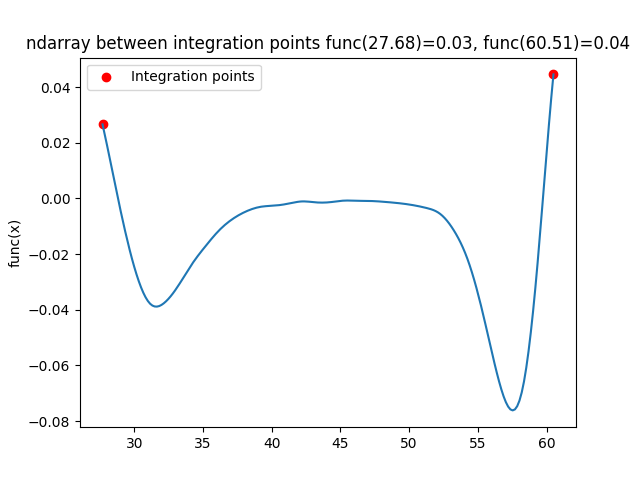 ndarray between integration points func(27.68)=0.03, func(60.51)=0.04
Integration points
func(x)
0.04
0.02
0.00
−0.02
−0.04
−0.06
−0.08
30 35 40 45 50 55 60